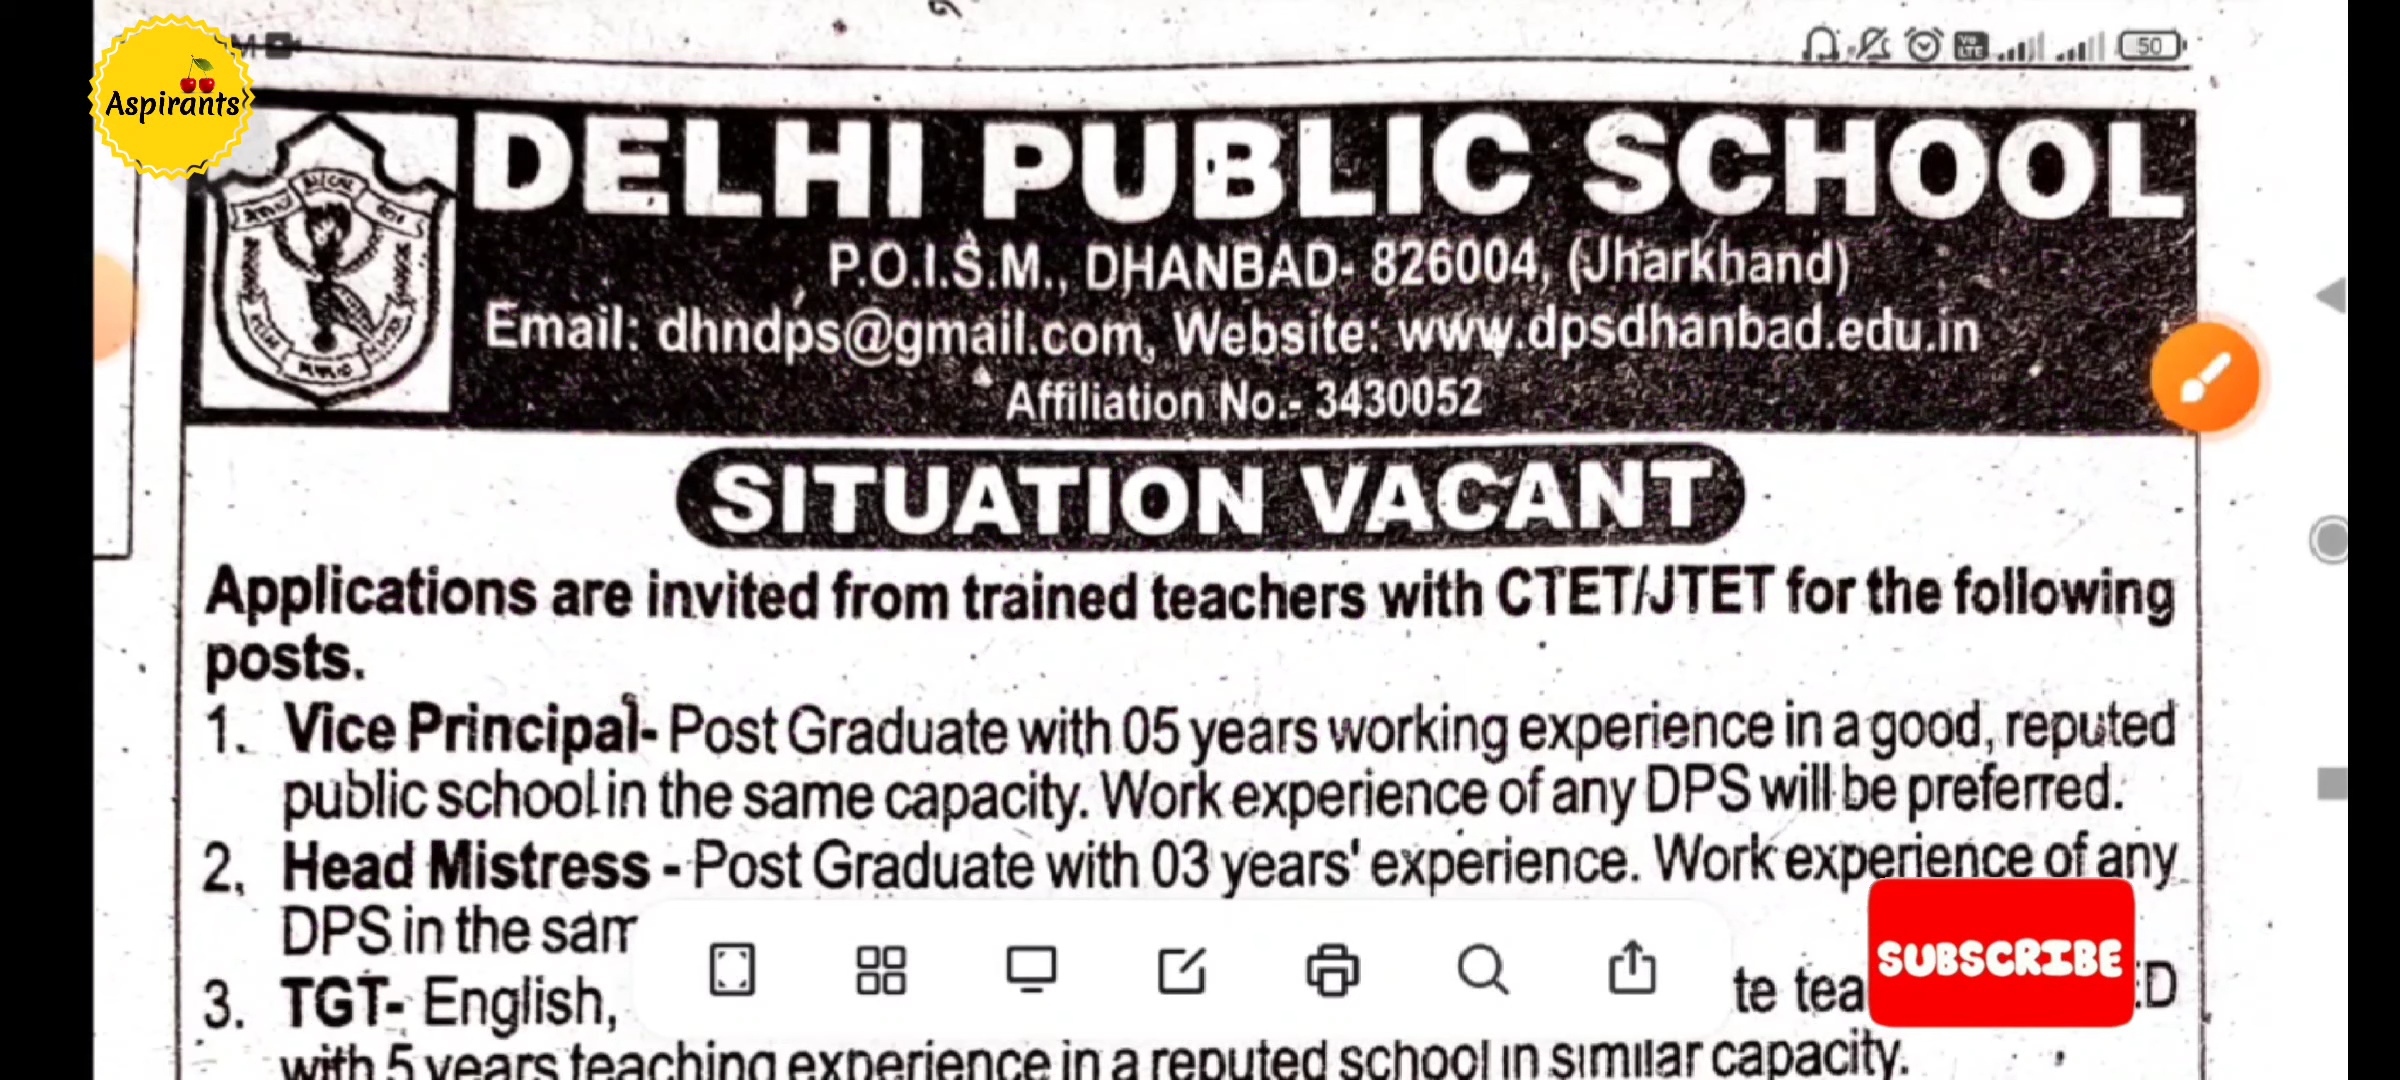 Aspirants
50
DELHI PUBLIC SCHOOL
P.O.I.S.M., DHANBAD- 826004, (Jharkhand)
Email: dhndps@gmail.com, Website: www.dpsdhanbad.edu.in
Affiliation No.- 3430052
SITUATION VACANT
Applications are invited from trained teachers with CTET/JTET for the following
posts.
1. Vice Principal- Post Graduate with 05 years working experience in a good, reputed
public school in the same capacity. Work experience of any DPS will be preferred.
2. Head Mistress - Post Graduate with 03 years' experience. Work experience of any
DPS in the
3. TGT- English, te
SUBSCRIBE
with 5 years teaching experience in a reputed school in similar capacity.